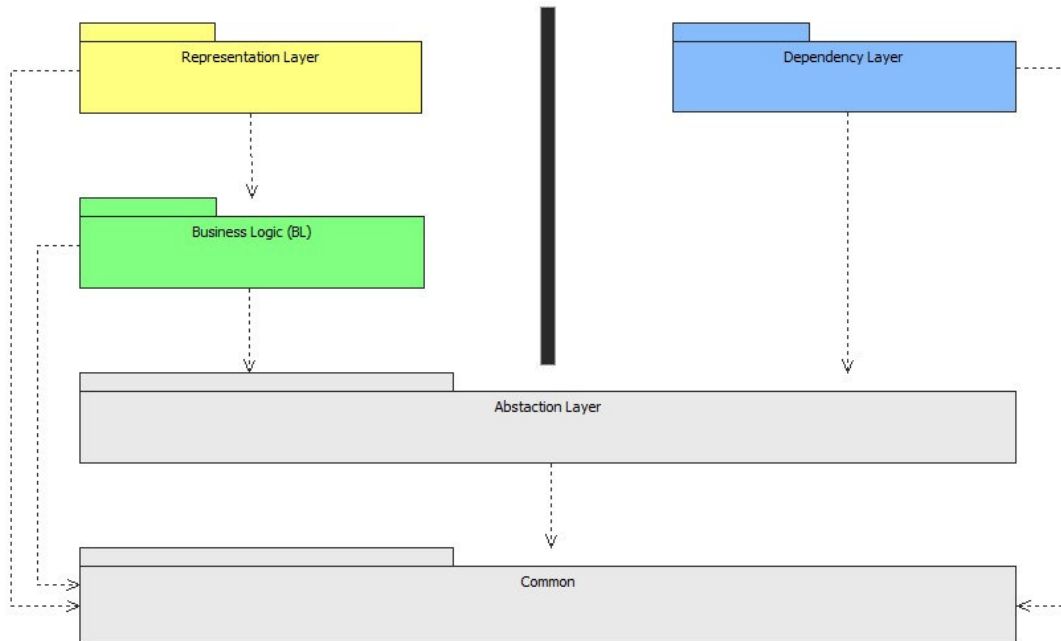 Representation Layer
Dependency Layer
Business Logic (BL)
Abstaction Layer
Common